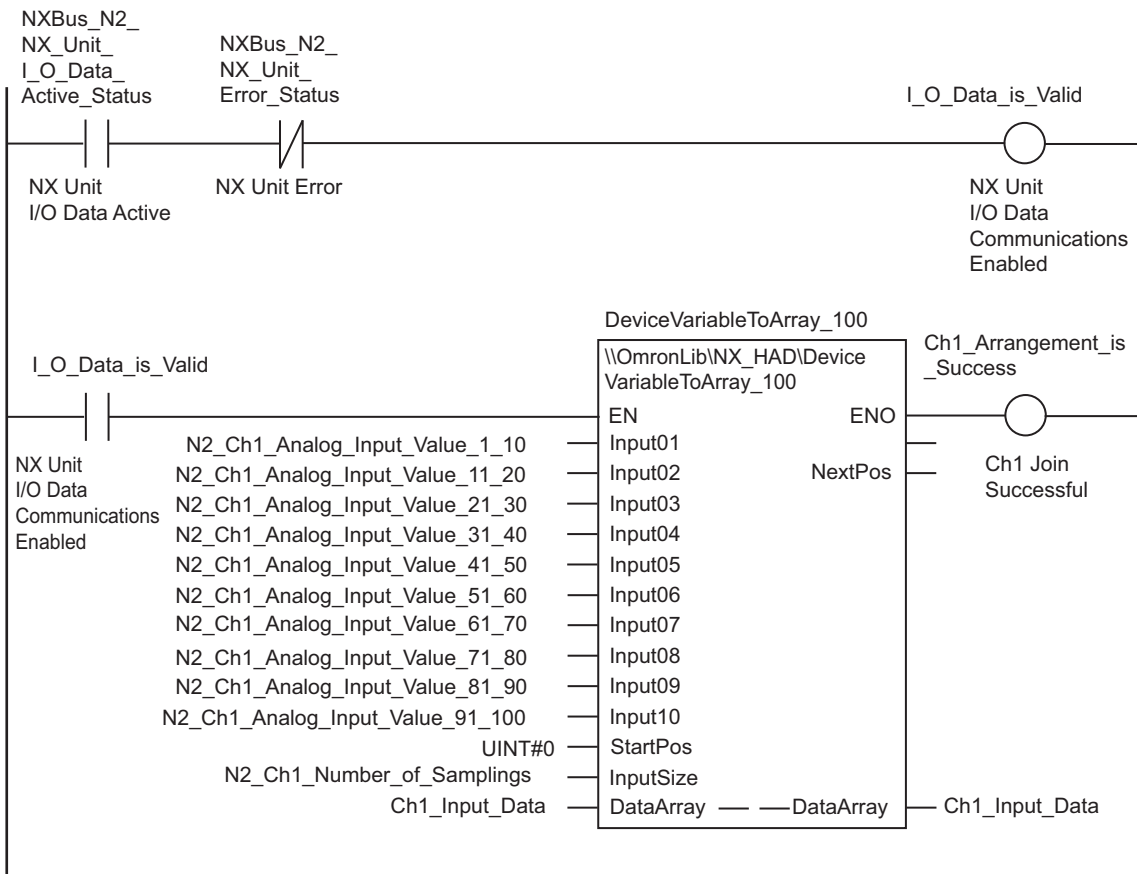 NXBus_N2_
NX_Unit_
I_O_Data_
Active_Status
NXBus_N2_
NX_Unit_
Error_Status
I_O_Data_is_Valid
NX Unit
I/O Data Active
NX Unit Error
NX Unit
I/O Data
Communications
Enabled
DeviceVariableToArray_100
\\OmronLib\NX_HAD\Device
VariableToArray_100
Ch1_Arrangement_is
_Success
I_O_Data_is_Valid
NX Unit
I/O Data
Communications
Enabled
EN ENO
N2_Ch1_Analog_Input_Value_1_10 Input01
N2_Ch1_Analog_Input_Value_11_20 Input02 NextPos
N2_Ch1_Analog_Input_Value_21_30 Input03
N2_Ch1_Analog_Input_Value_31_40 Input04
N2_Ch1_Analog_Input_Value_41_50 Input05
N2_Ch1_Analog_Input_Value_51_60 Input06
N2_Ch1_Analog_Input_Value_61_70 Input07
N2_Ch1_Analog_Input_Value_71_80 Input08
N2_Ch1_Analog_Input_Value_81_90 Input09
N2_Ch1_Analog_Input_Value_91_100 Input10
UINT#0 StartPos
N2_Ch1_Number_of_Samplings InputSize
Ch1_Input_Data DataArray DataArray Ch1_Input_Data
Ch1 Join
Successful